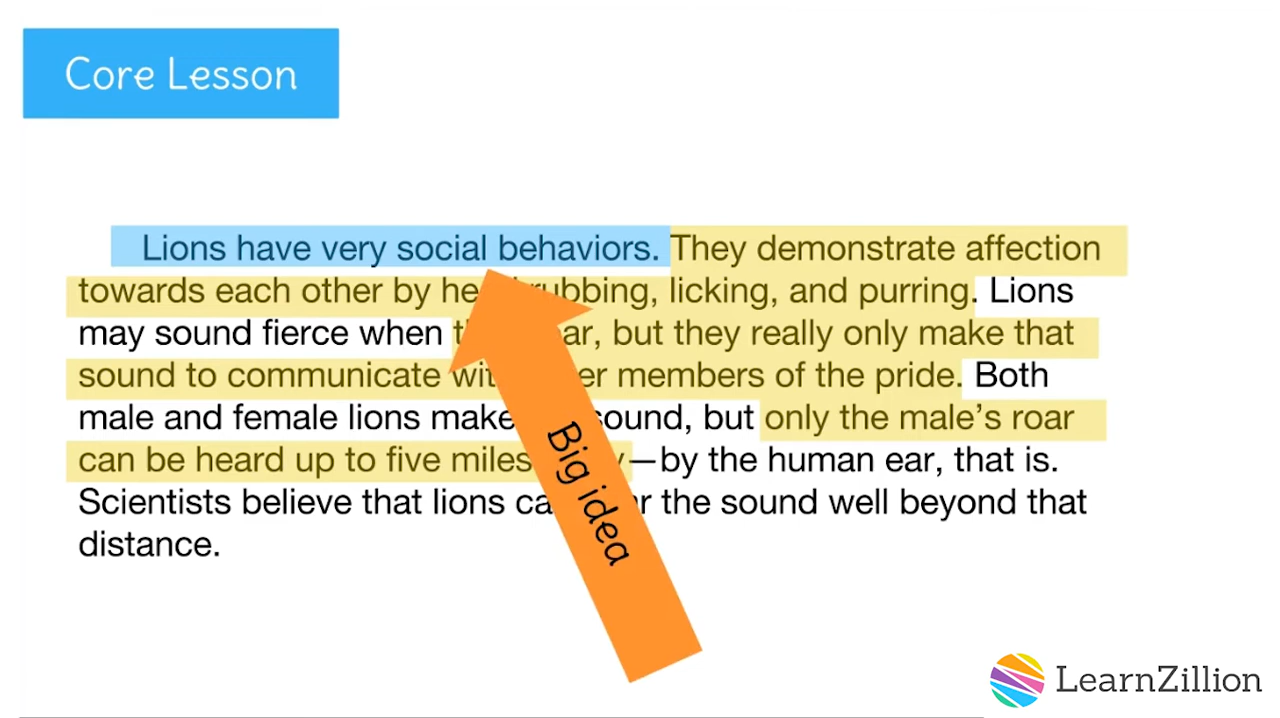 Core Lesson
Lions have very social behaviors. They demonstrate affection
towards each other by rubbing, licking, and purring. Lions
may sound fierce when but they really only make that
sound to communicate members of the pride. Both
male and female lions make sound, but only the male's roar
can be heard up to five miles —by the human ear, that is.
Scientists believe that lions the sound well beyond that
distance.
Big idea
LearnZillion